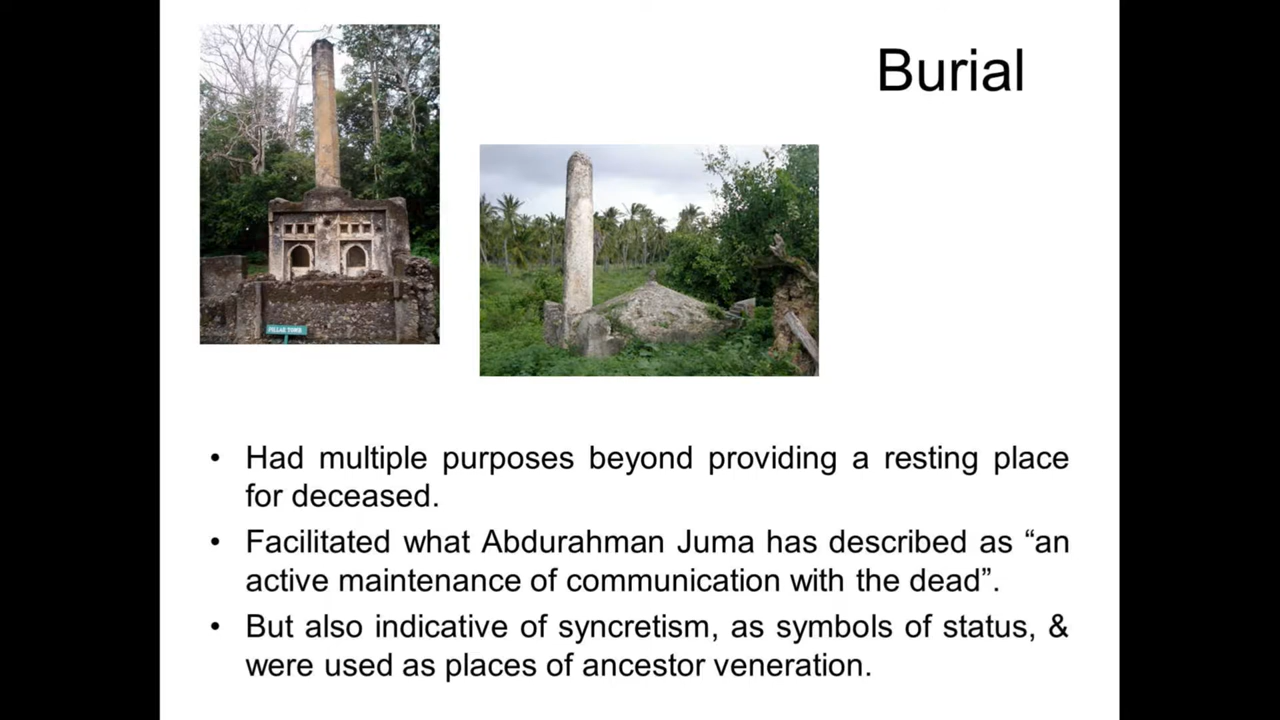 Burial
PILLAR TOMB
• Had multiple purposes beyond providing a resting place
for deceased.
• Facilitated what Abdurahman Juma has described as “an
active maintenance of communication with the dead”.
• But also indicative of syncretism, as symbols of status, &
were used as places of ancestor veneration.